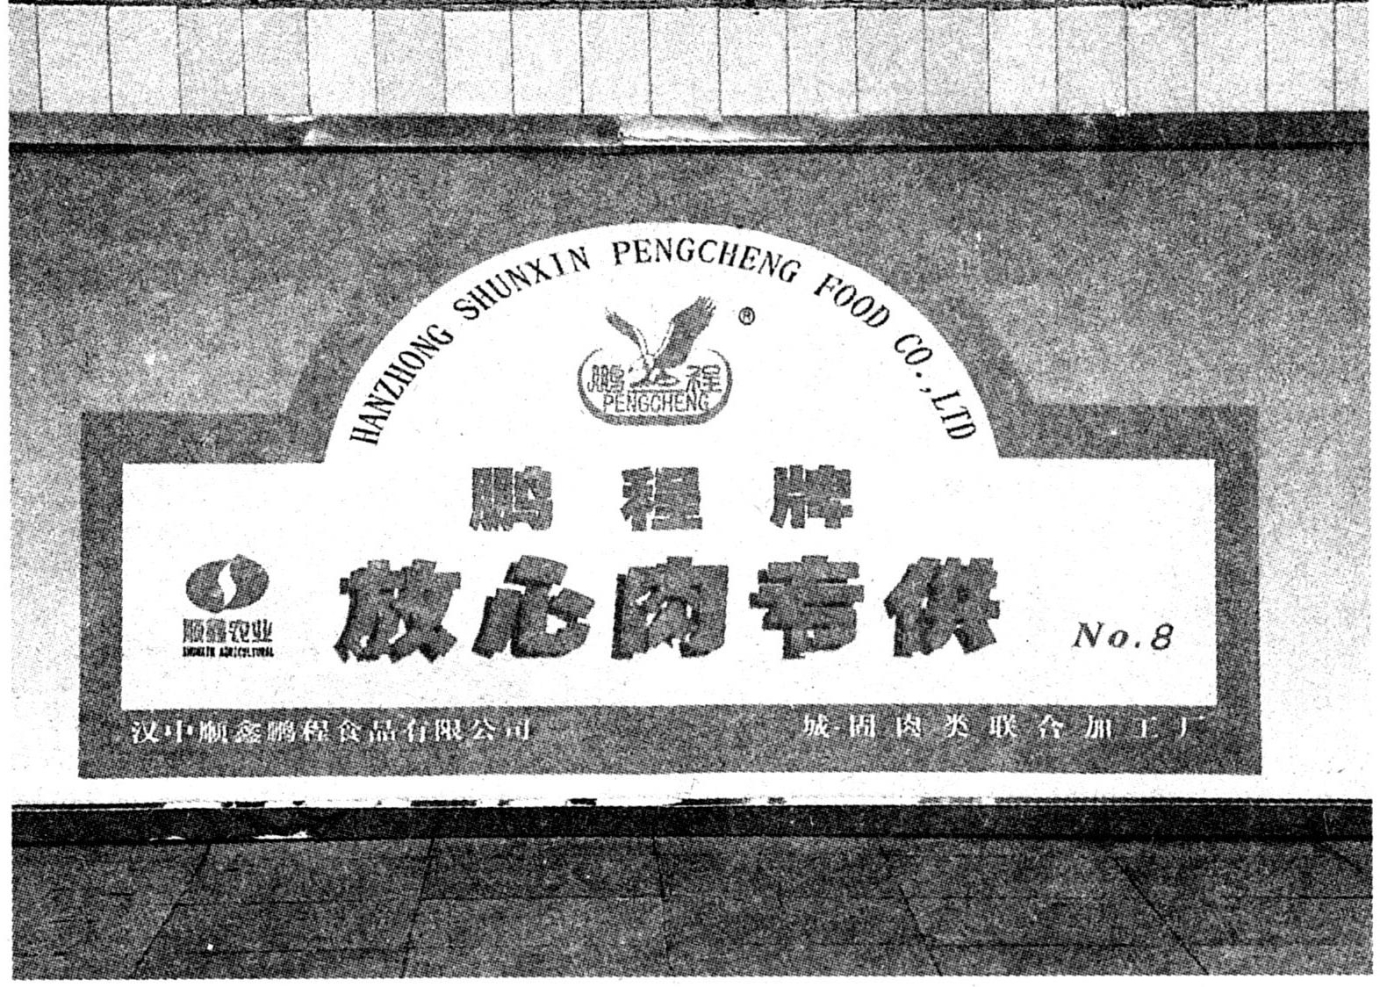 HANZHONG SHUNXIN PENGCHENG FOOD CO.,LTD
®
鹏程
PENGCHENG
鹏程牌
放心肉专供
No.8
顺鑫农业
SHUNXIN AGRICULTURAL
汉中顺鑫鹏程食品有限公司
城固肉类联合加工厂